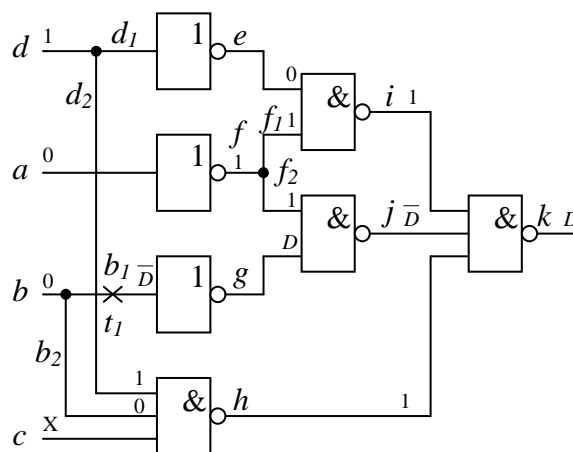 d 1 d1 1 e
d2 0 & i 1
a 0 1 f 1 f1 1
f2 1 & j D̅ & k D
b 0 b1 D̅ 1 g D
t1
b2 1 0 & h 1
c X